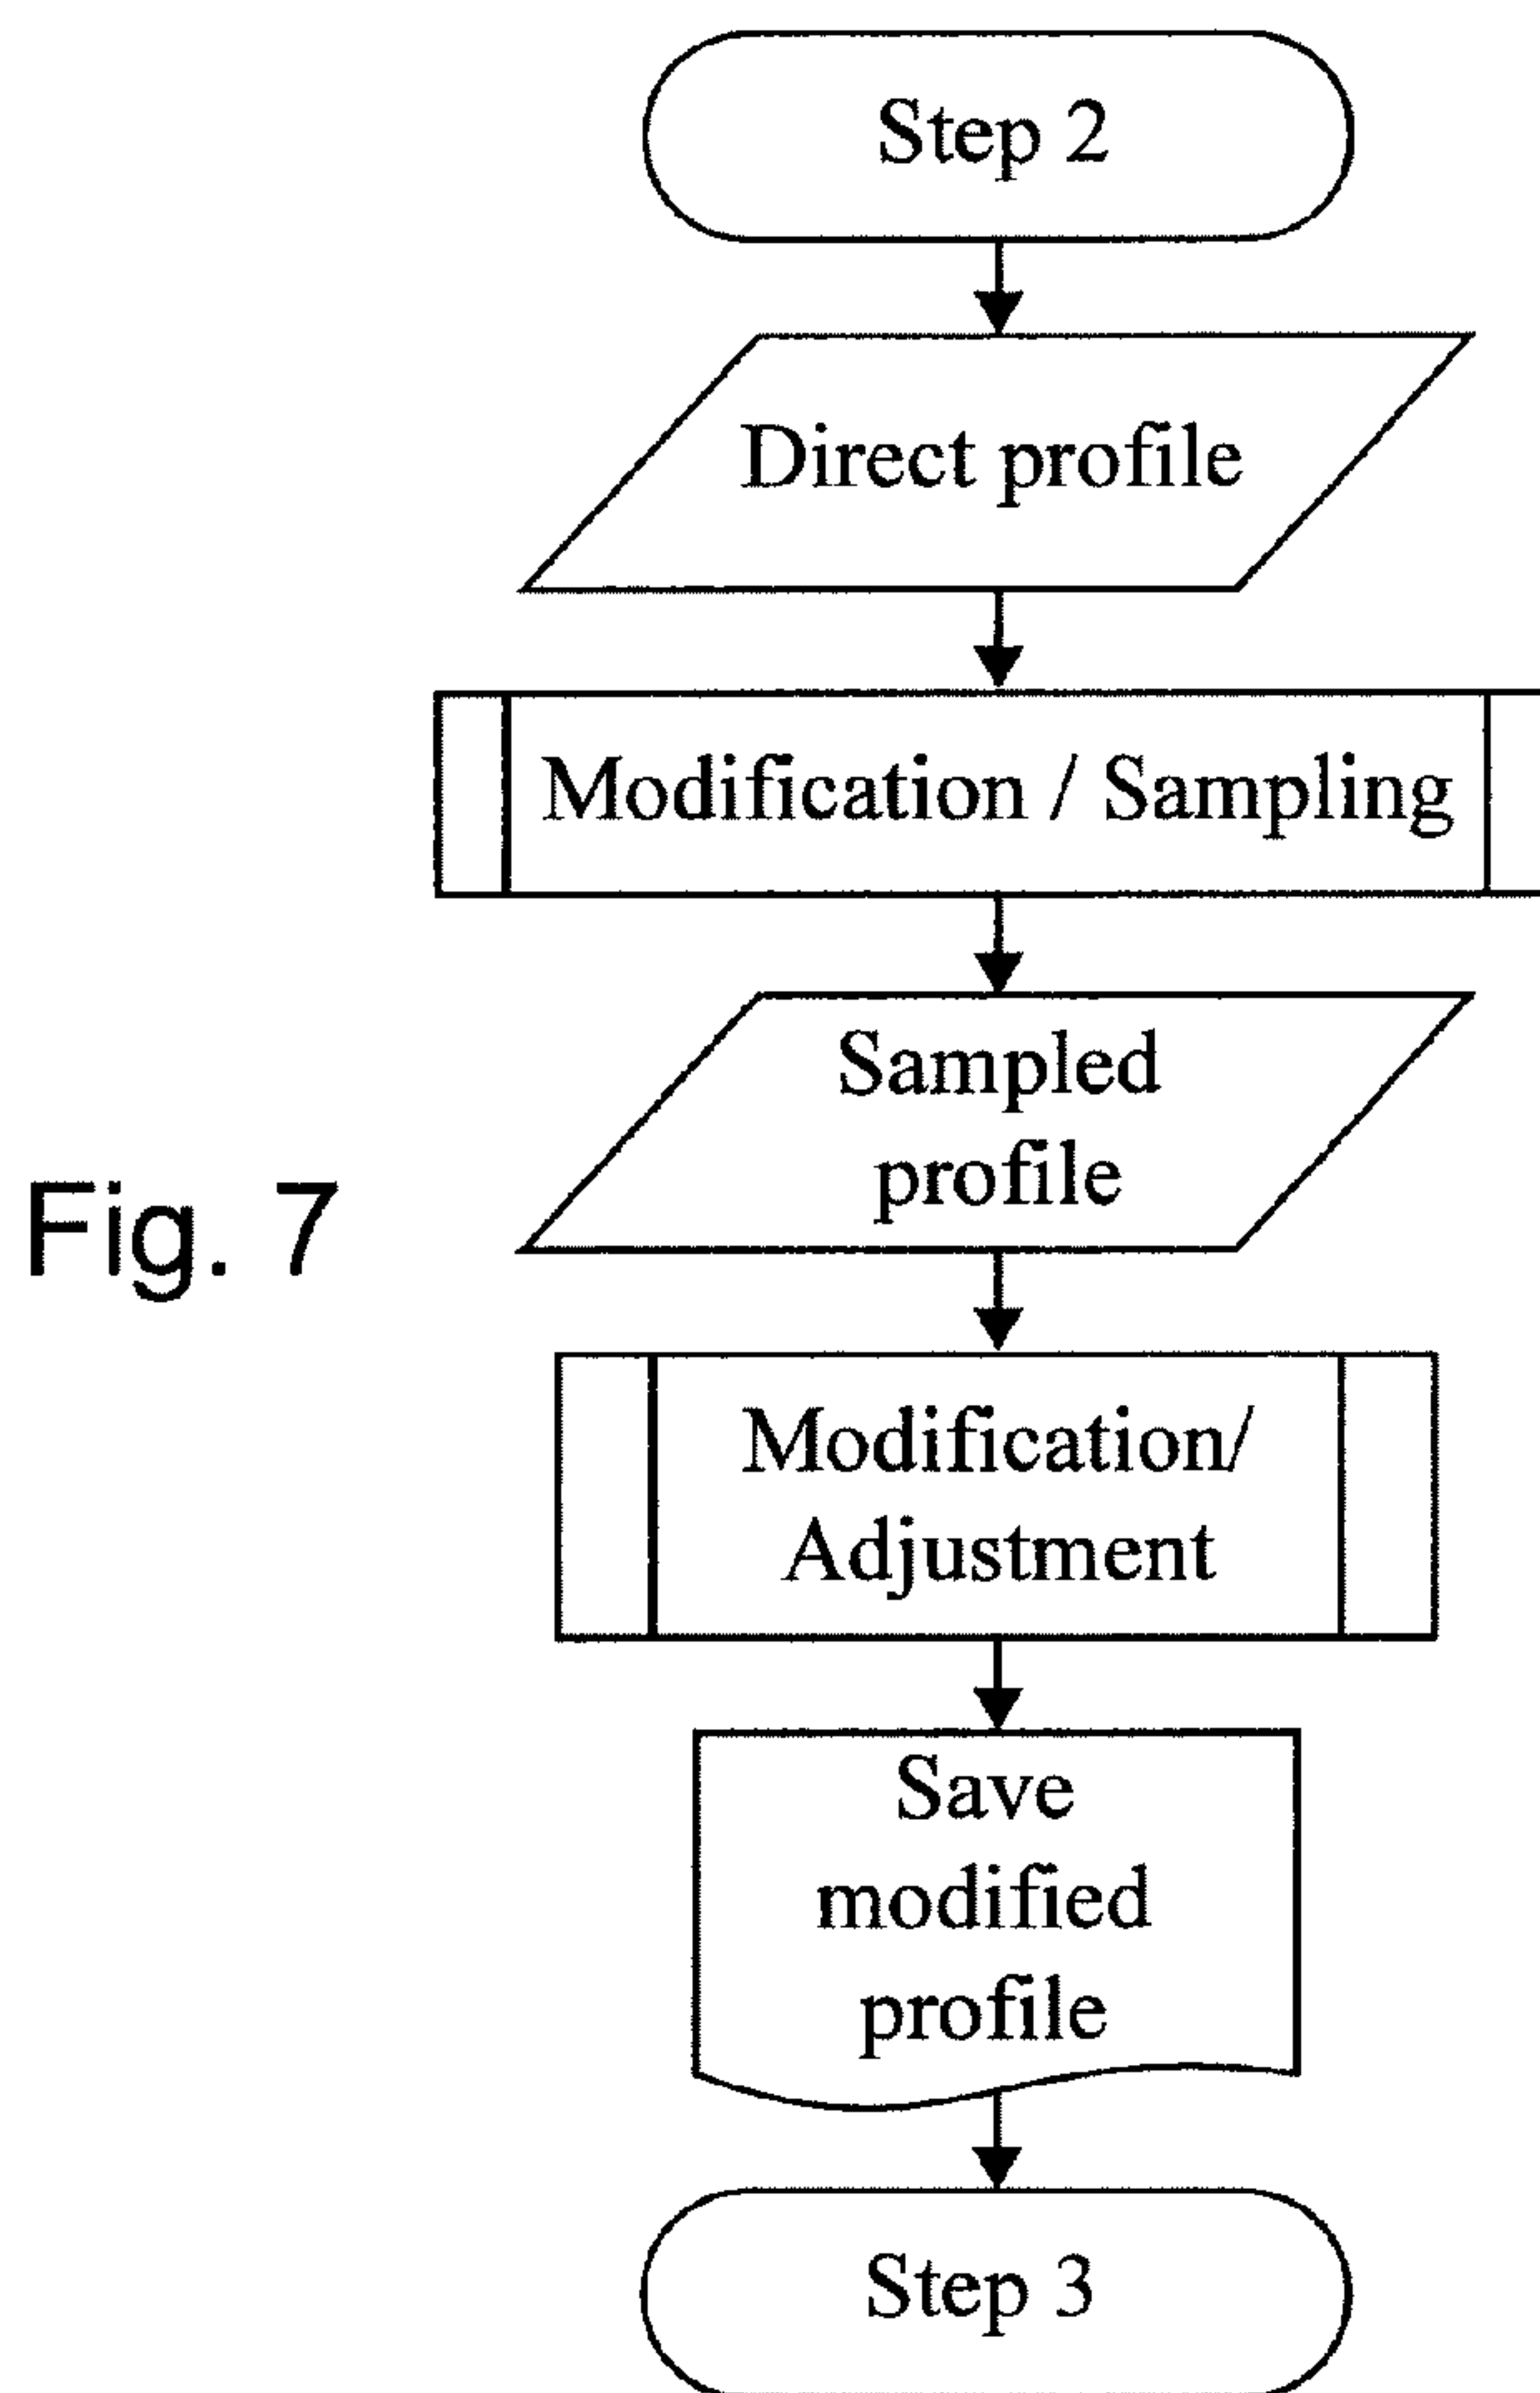 Step 2
Direct profile
Modification / Sampling
Sampled
profile
Fig. 7
Modification/
Adjustment
Save
modified
profile
Step 3